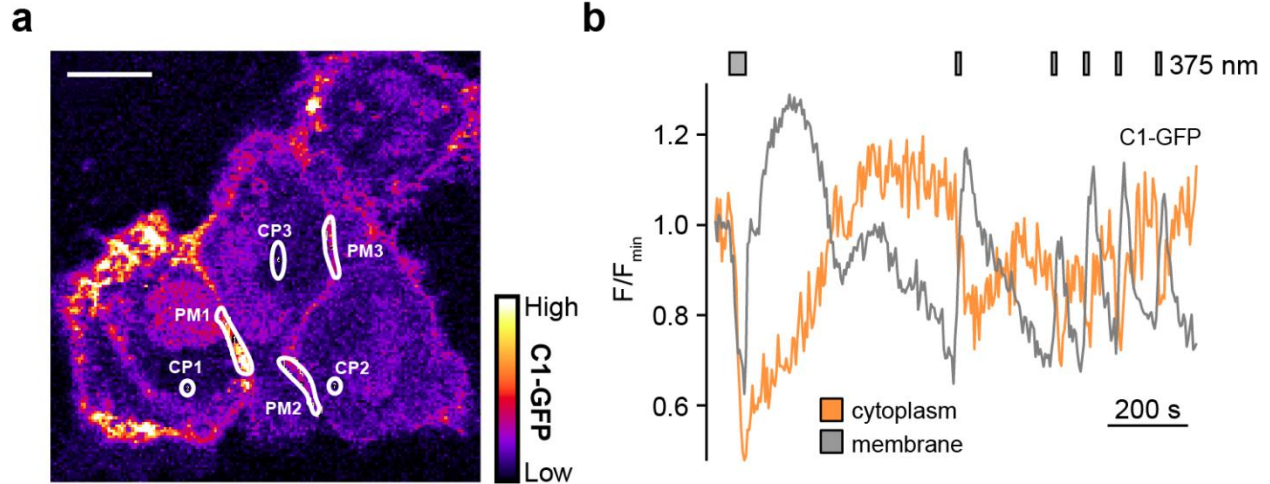 a
CP3
PM3
PM1
CP1
PM2
CP2
High
C1-GFP
Low
b
375 nm
C1-GFP
1.2
1.0
0.8
0.6
F/Fmin
cytoplasm
membrane
200 s